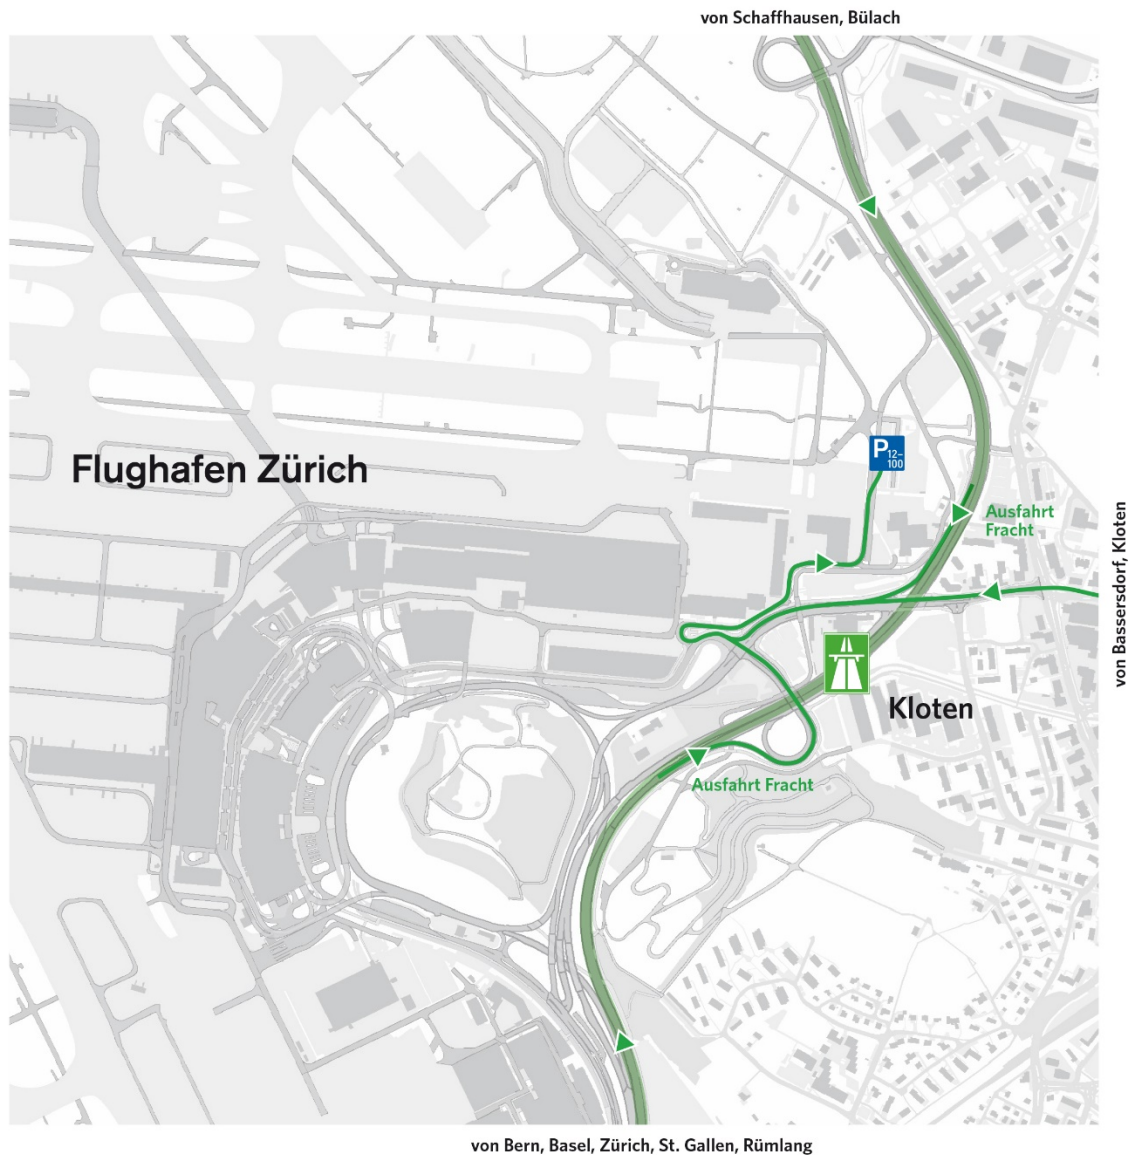 von Schaffhausen, Bülach
Flughafen Zürich
P
12–
100
Ausfahrt
Fracht
von Bassersdorf, Kloten
Kloten
Ausfahrt Fracht
von Bern, Basel, Zürich, St. Gallen, Rümlang